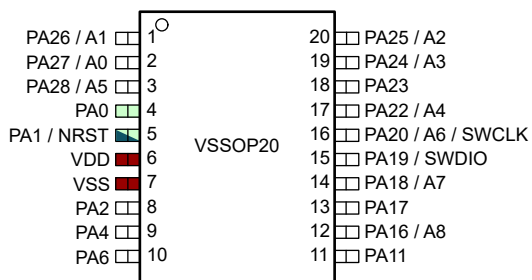 PA26 / A1 1 20 PA25 / A2
PA27 / A0 2 19 PA24 / A3
PA28 / A5 3 18 PA23
PA0 4 17 PA22 / A4
PA1 / NRST 5 VSSOP20 16 PA20 / A6 / SWCLK
VDD 6 15 PA19 / SWDIO
VSS 7 14 PA18 / A7
PA2 8 13 PA17
PA4 9 12 PA16 / A8
PA6 10 11 PA11